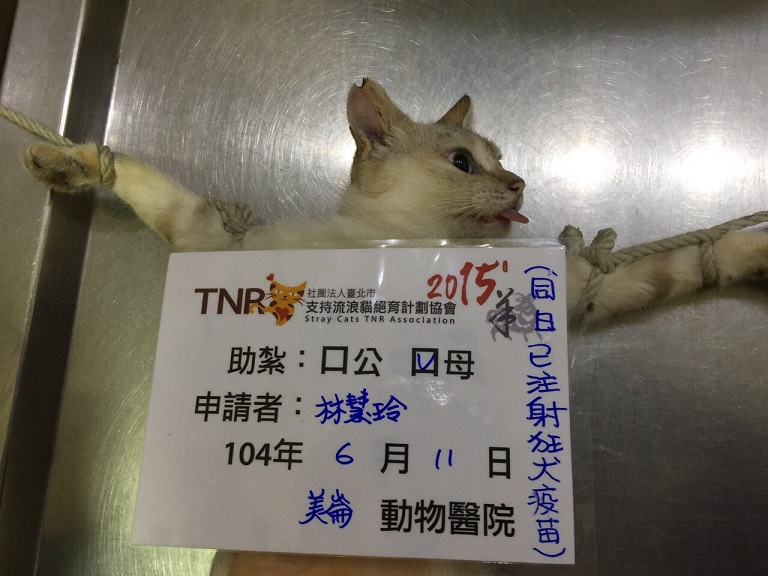 TNR
社團法人臺北市
支持流浪貓絕育計劃協會
Stray Cats TNR Association
2015
羊
助紮：口公 口母
申請者：林慧玲
104年 6 月 11 日
美崙 動物醫院
(同日已注射狂犬疫苗)